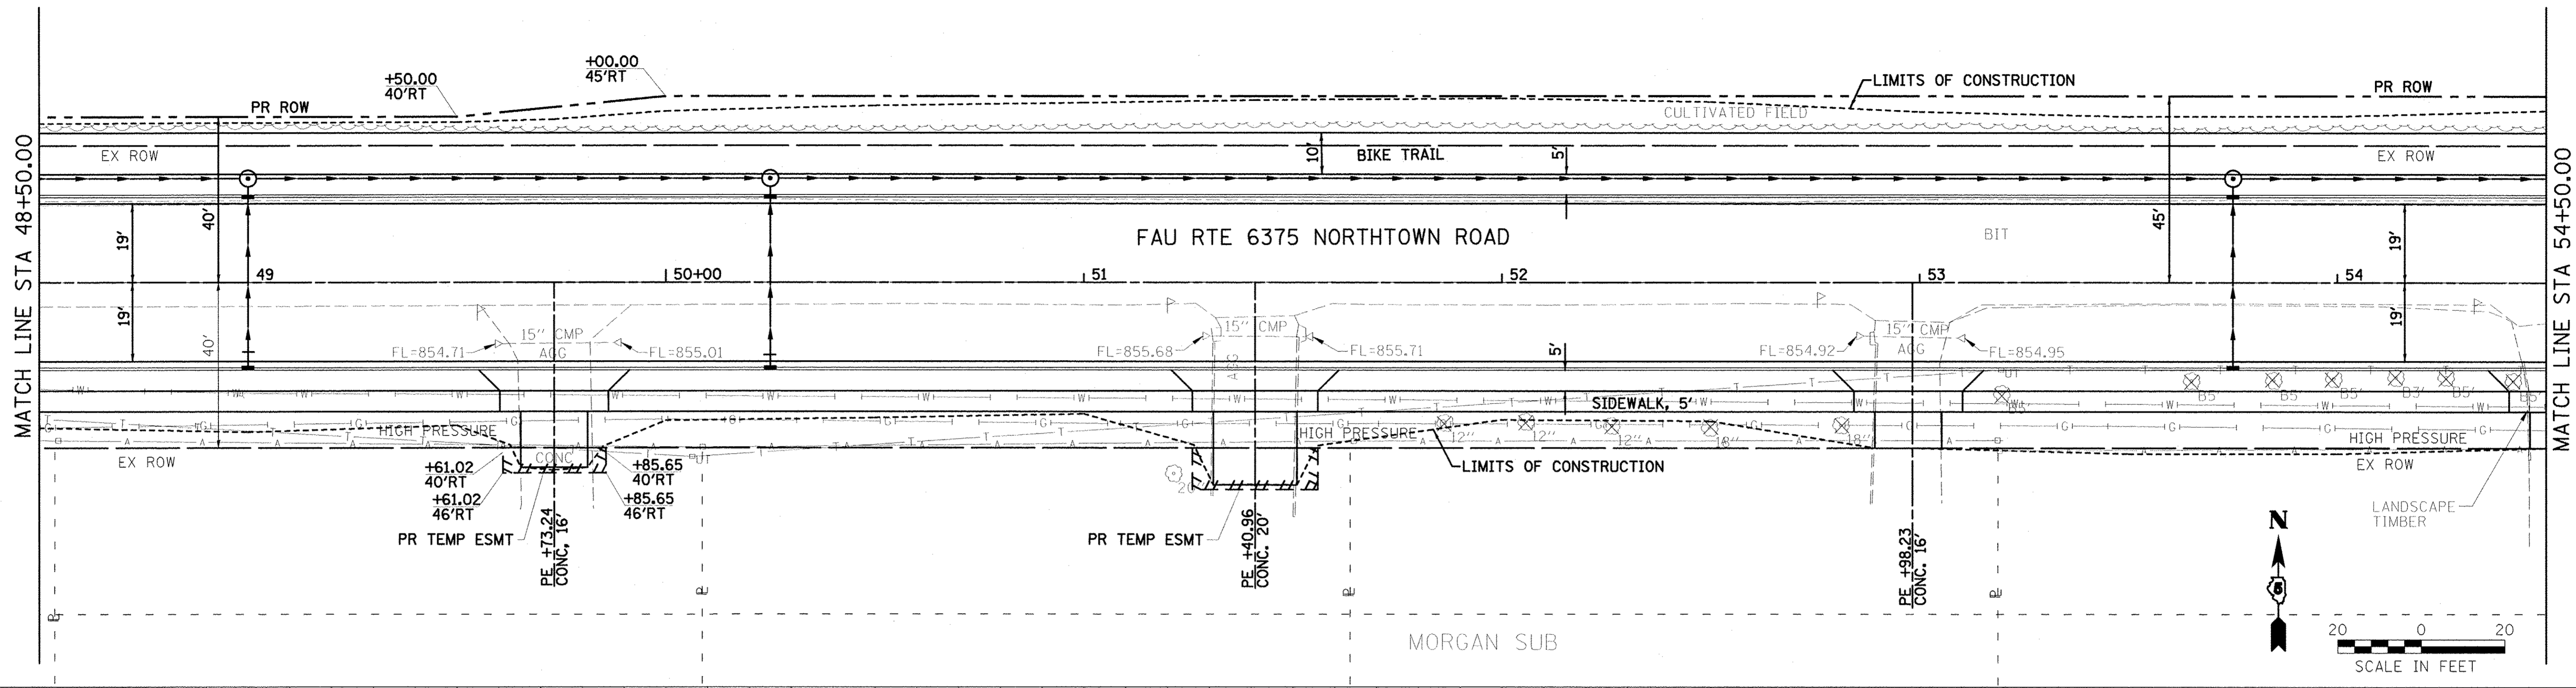 +00.00
45'RT
+50.00
40'RT
PR ROW
LIMITS OF CONSTRUCTION
PR ROW
CULTIVATED FIELD
EX ROW
10'
BIKE TRAIL
5'
EX ROW
MATCH LINE STA 48+50.00
MATCH LINE STA 54+50.00
19'
40'
FAU RTE 6375 NORTHTOWN ROAD
BIT
45'
19'
49
50+00
51
52
53
54
19'
40'
15" CMP
AGG
FL=854.71
FL=855.01
15" CMP
AGG
FL=855.68
FL=855.71
5'
15" CMP
AGG
FL=854.92
FL=854.95
19'
UT
B5'
B5'
B5'
B5'
B3'
B5'
B5'
SIDEWALK, 5'
HIGH PRESSURE
HIGH PRESSURE
12"
12"
12"
18"
18"
HIGH PRESSURE
EX ROW
CONC
UT
LIMITS OF CONSTRUCTION
EX ROW
+61.02
40'RT
+61.02
46'RT
+85.65
40'RT
+85.65
46'RT
PR TEMP ESMT
PE +73.24
CONC, 16'
PR TEMP ESMT
PE +40.96
CONC. 20'
PE +98.23
CONC. 16'
LANDSCAPE
TIMBER
N
5
MORGAN SUB
20 0 20
SCALE IN FEET